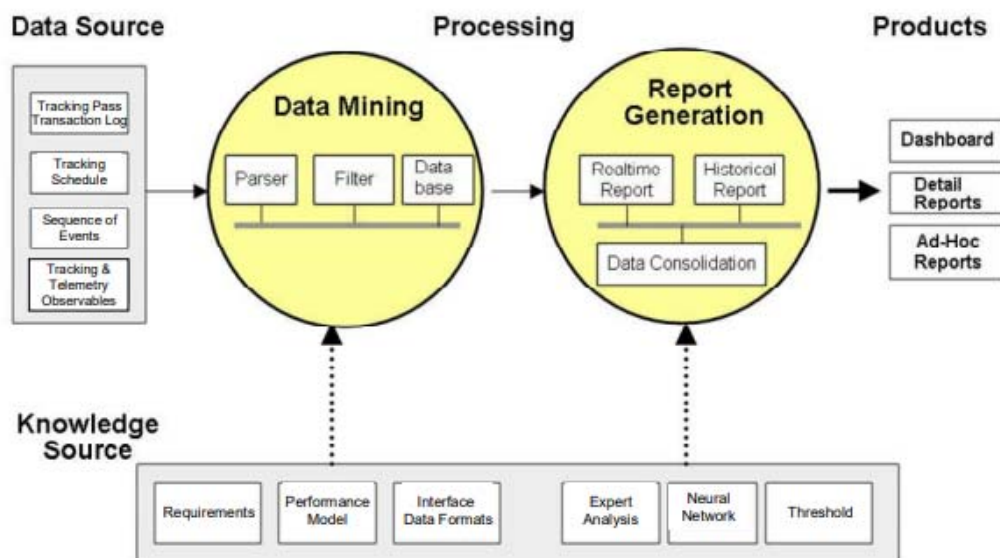 Data Source
Processing
Products
Tracking Pass
Transaction Log
Tracking
Schedule
Sequence of
Events
Tracking &
Telemetry
Observables
Data Mining
Parser
Filter
Data
base
Report
Generation
Realtime
Report
Historical
Report
Data Consolidation
Dashboard
Detail
Reports
Ad-Hoc
Reports
Knowledge
Source
Requirements
Performance
Model
Interface
Data Formats
Expert
Analysis
Neural
Network
Threshold